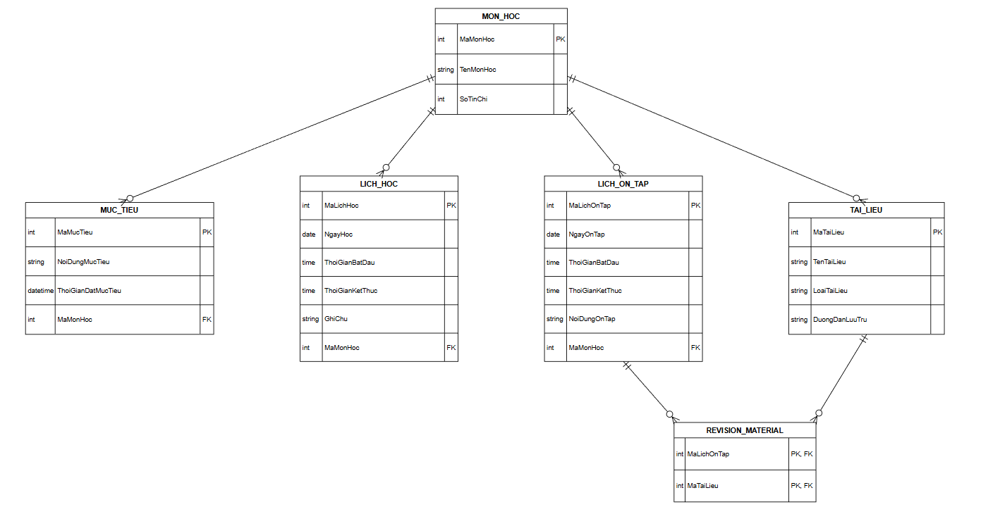 MON_HOC
int MaMonHoc PK
string TenMonHoc
int SoTinChi
MUC_TIEU
int MaMucTieu PK
string NoiDungMucTieu
datetime ThoiGianDatMucTieu
int MaMonHoc FK
LICH_HOC
int MaLichHoc PK
date NgayHoc
time ThoiGianBatDau
time ThoiGianKetThuc
string GhiChu
int MaMonHoc FK
LICH_ON_TAP
int MaLichOnTap PK
date NgayOnTap
time ThoiGianBatDau
time ThoiGianKetThuc
string NoiDungOnTap
int MaMonHoc FK
TAI_LIEU
int MaTaiLieu PK
string TenTaiLieu
string LoaiTaiLieu
string DuongDanLuuTru
REVISION_MATERIAL
int MaLichOnTap PK, FK
int MaTaiLieu PK, FK